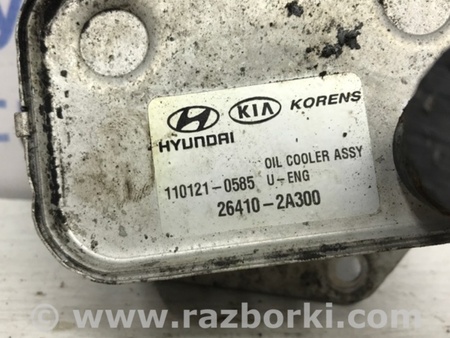 HYUNDAI KIA KORENS
OIL COOLER ASSY
110121-0585 U-ENG
26410-2A300
www.razborki.com